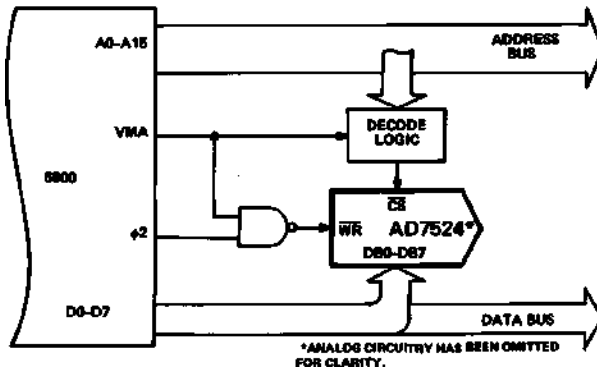 A0-A15
ADDRESS
BUS
VMA
DECODE
LOGIC
6800
CS
WR
AD7524*
DB0-DB7
ϕ2
D0-D7
DATA BUS
*ANALOG CIRCUITRY HAS BEEN OMITTED
FOR CLARITY.